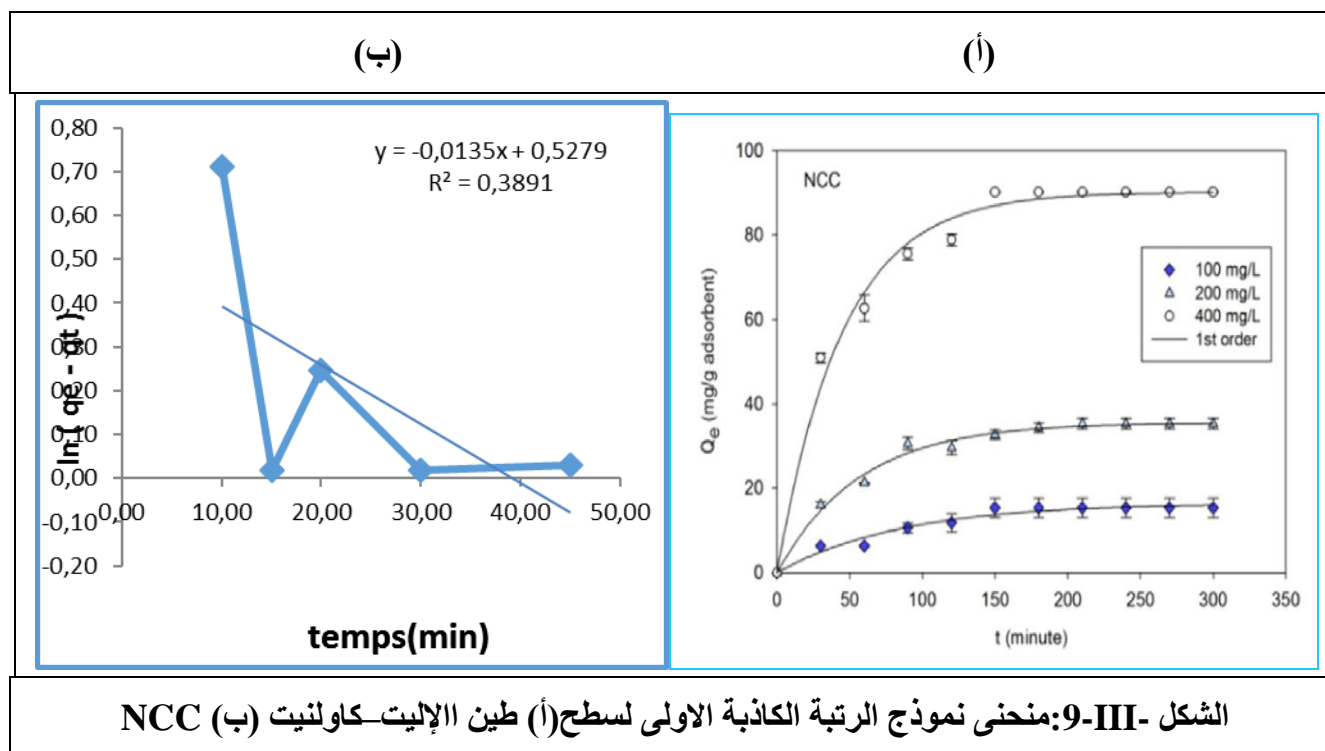 (أ)
(ب)
100
80
60
40
20
0
NCC
100 mg/L
200 mg/L
400 mg/L
1st order
Qe (mg/g adsorbent)
0 50 100 150 200 250 300 350
t (minute)
0,80
0,70
0,60
0,50
0,40
0,30
0,20
0,10
0,00
-0,10
-0,20
y = -0,0135x + 0,5279
R² = 0,3891
ln ( qe - qt )
0,00 10,00 20,00 30,00 40,00 50,00
temps(min)
الشكل -III-9:منحنى نموذج الرتبة الكاذبة الاولى لسطح(أ) طين االإليت–كاولنيت (ب) NCC